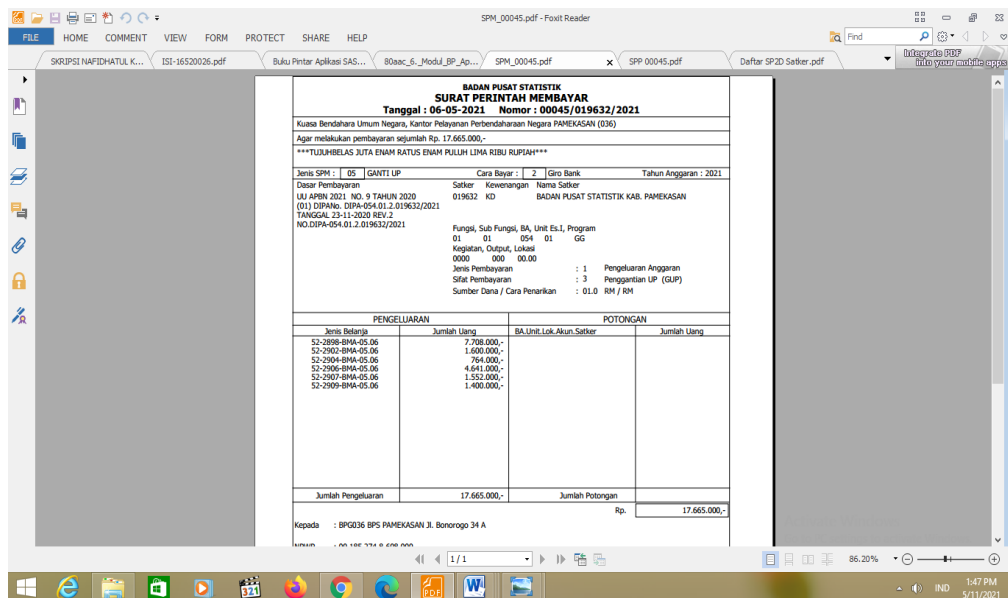 SPM_00045.pdf - Foxit Reader
FILE HOME COMMENT VIEW FORM PROTECT SHARE HELP Find
SKRIPSI NAFIDHATUL K... ISI-16520026.pdf Buku Pintar Aplikasi SAS... 80aac_6._Modul_BP_Ap... SPM_00045.pdf x SPP 00045.pdf Daftar SP2D Satker.pdf
Integrate PDF
into your mobile apps
BADAN PUSAT STATISTIK
SURAT PERINTAH MEMBAYAR
Tanggal : 06-05-2021 Nomor : 00045/019632/2021
Kuasa Bendahara Umum Negara, Kantor Pelayanan Perbendaharaan Negara PAMEKASAN (036)
Agar melakukan pembayaran sejumlah Rp. 17.665.000,-
***TUJUHBELAS JUTA ENAM RATUS ENAM PULUH LIMA RIBU RUPIAH***
Jenis SPM : 05 GANTI UP Cara Bayar : 2 Giro Bank Tahun Anggaran : 2021
Dasar Pembayaran Satker Kewenangan Nama Satker
UU APBN 2021 NO. 9 TAHUN 2020 019632 KD BADAN PUSAT STATISTIK KAB. PAMEKASAN
(01) DIPANo. DIPA-054.01.2.019632/2021
TANGGAL 23-11-2020 REV.2
NO.DIPA-054.01.2.019632/2021
Fungsi, Sub Fungsi, BA, Unit Es.I, Program
01 01 054 01 GG
Kegiatan, Output, Lokasi
0000 000 00.00
Jenis Pembayaran : 1 Pengeluaran Anggaran
Sifat Pembayaran : 3 Penggantian UP (GUP)
Sumber Dana / Cara Penarikan : 01.0 RM / RM
PENGELUARAN POTONGAN
Jenis Belanja Jumlah Uang BA.Unit.Lok.Akun.Satker Jumlah Uang
52-2898-BMA-05.06 7.708.000,-
52-2902-BMA-05.06 1.600.000,-
52-2904-BMA-05.06 764.000,-
52-2906-BMA-05.06 4.641.000,-
52-2907-BMA-05.06 1.552.000,-
52-2909-BMA-05.06 1.400.000,-
Jumlah Pengeluaran 17.665.000,- Jumlah Potongan
Rp. 17.665.000,-
Kepada : BPG036 BPS PAMEKASAN Jl. Bonorogo 34 A
1 / 1 86.20%
IND 1:47 PM
5/11/2021